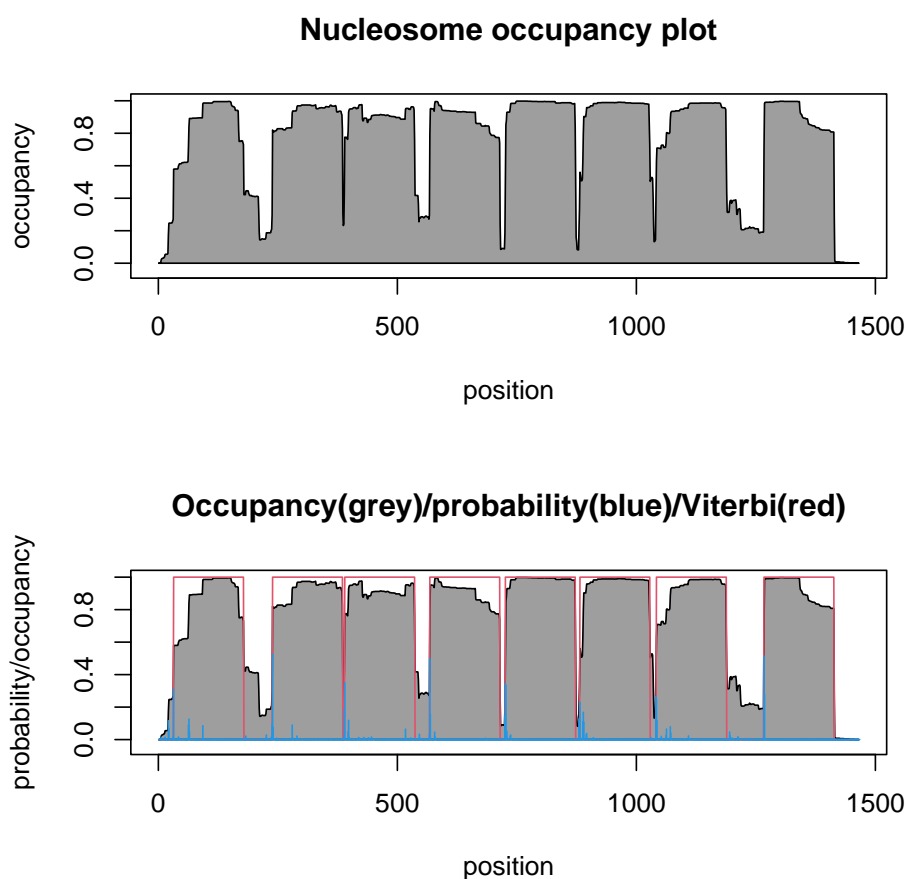 Nucleosome occupancy plot
occupancy
0.0 0.4 0.8
0 500 1000 1500
position
Occupancy(grey)/probability(blue)/Viterbi(red)
probability/occupancy
0.0 0.4 0.8
0 500 1000 1500
position